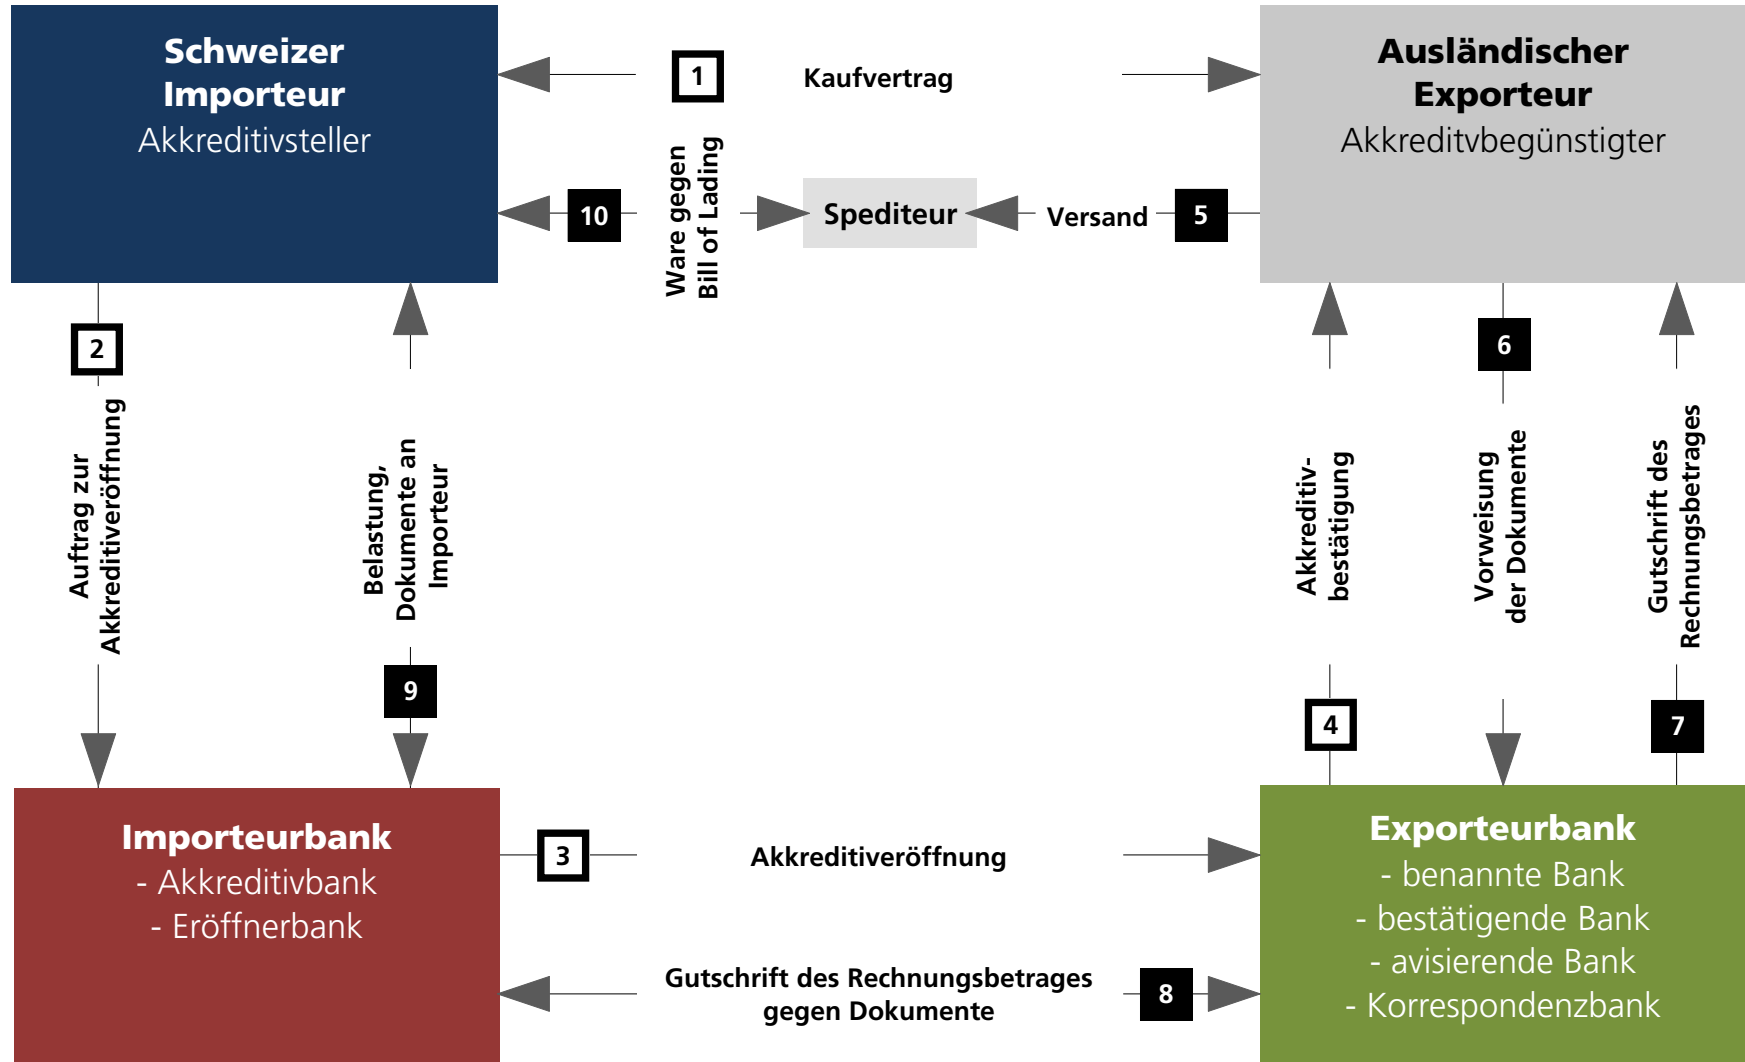 Schweizer
Importeur
Akkreditivsteller
1
Kaufvertrag
Ausländischer
Exporteur
Akkreditvbegünstigter
10
Ware gegen
Bill of Lading
Spediteur
Versand
5
2
Auftrag zur
Akkreditiveröffnung
Belastung,
Dokumente an
Importeur
9
Akkreditiv-
bestätigung
4
6
Vorweisung
der Dokumente
Gutschrift des
Rechnungsbetrages
7
Importeurbank
- Akkreditivbank
- Eröffnerbank
3
Akkreditiveröffnung
Gutschrift des Rechnungsbetrages
gegen Dokumente
8
Exporteurbank
- benannte Bank
- bestätigende Bank
- avisierende Bank
- Korrespondenzbank